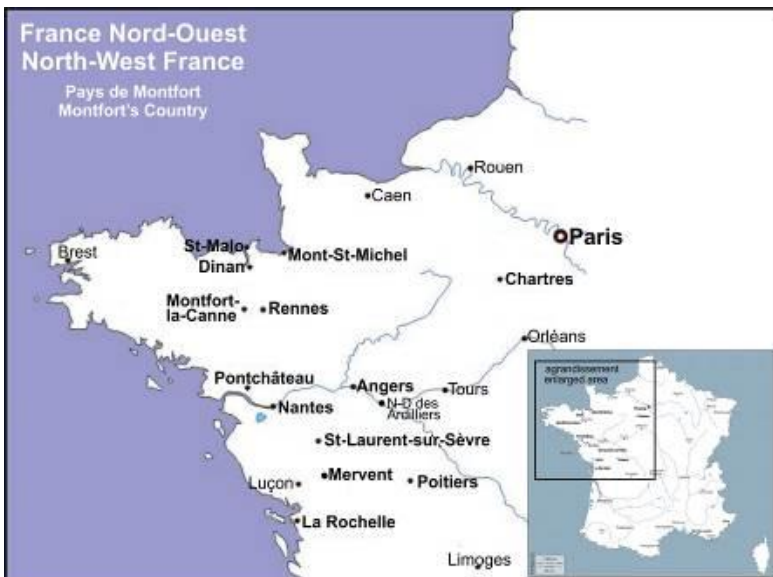 France Nord-Ouest
North-West France
Pays de Montfort
Montfort's Country
Rouen
Caen
Paris
Brest
St-Malo
Dinan
Mont-St-Michel
Chartres
Montfort-
la-Canne
Rennes
Orléans
Pontchâteau
Angers
Tours
N-D des
Ardilliers
Nantes
St-Laurent-sur-Sèvre
Luçon
Mervent
Poitiers
La Rochelle
Limoges
agrandissement
enlarged area